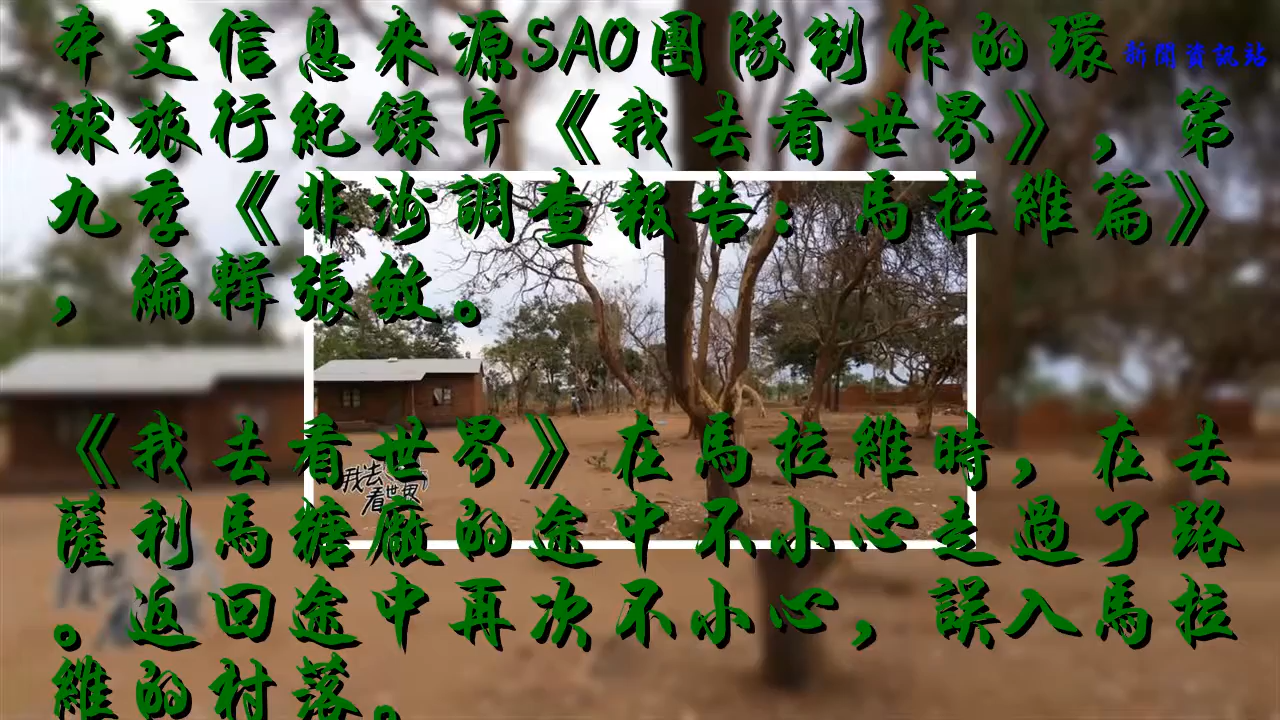 本文信息來源SAO團隊制作的環
新聞資訊站
球旅行紀録片《我去看世界》，第
九季《非洲調查報告：馬拉維篇》
，編輯張敏。
《我去看世界》在馬拉維時，在去
我去
看世界
薩利馬糖廠的途中不小心走過了路
。返回途中再次不小心，誤入馬拉
維的村落。